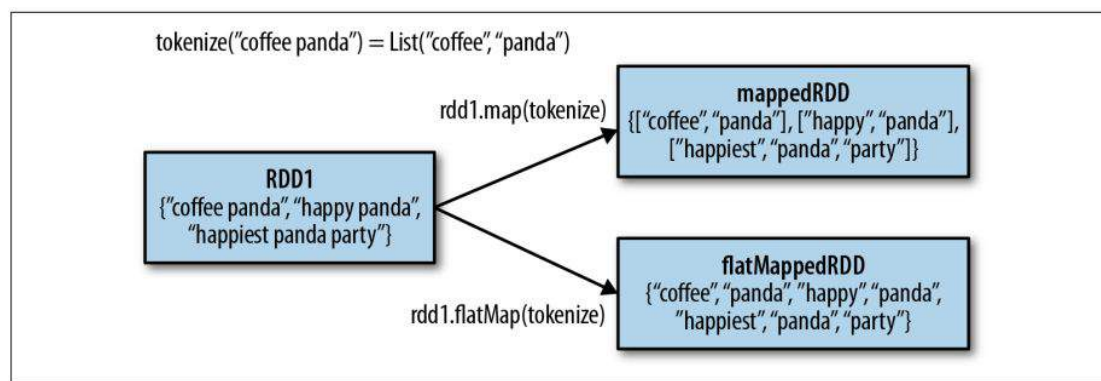 tokenize("coffee panda") = List("coffee", "panda")
rdd1.map(tokenize)
mappedRDD
{["coffee", "panda"], ["happy", "panda"],
["happiest", "panda", "party"]}
RDD1
{"coffee panda", "happy panda",
"happiest panda party"}
rdd1.flatMap(tokenize)
flatMappedRDD
{"coffee", "panda", "happy", "panda",
"happiest", "panda", "party"}